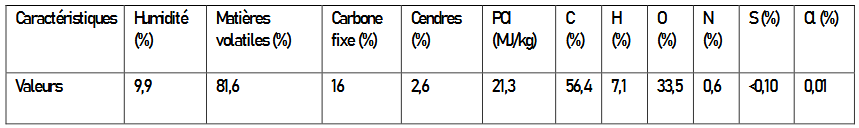 Caractéristiques Humidité (%) Matières volatiles (%) Carbone fixe (%) Cendres (%) PCI (MJ/kg) C (%) H (%) O (%) N (%) S (%) Cl (%)
Valeurs 9,9 81,6 16 2,6 21,3 56,4 7,1 33,5 0,6 <0,10 0,01